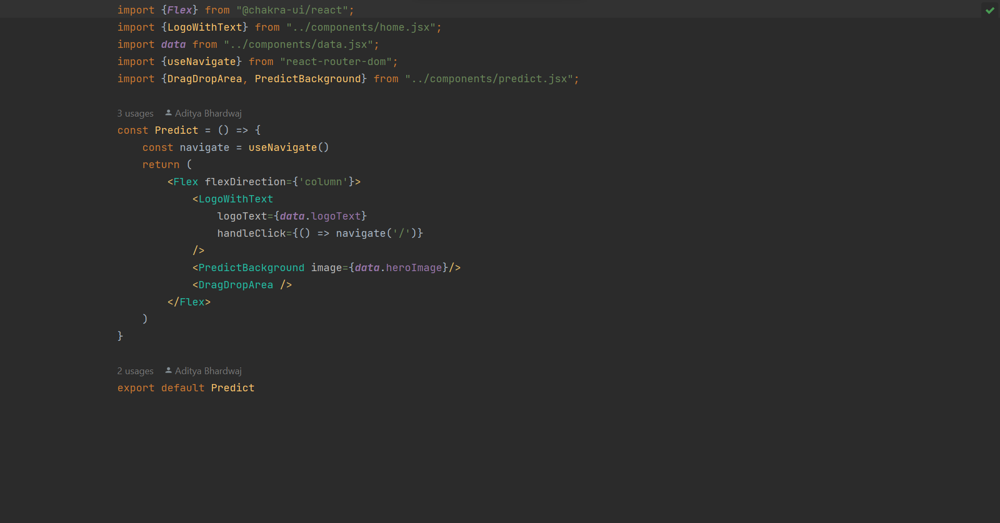 import {Flex} from "@chakra-ui/react";
import {LogoWithText} from "../components/home.jsx";
import data from "../components/data.jsx";
import {useNavigate} from "react-router-dom";
import {DragDropArea, PredictBackground} from "../components/predict.jsx";
3 usages Aditya Bhardwaj
const Predict = () => {
    const navigate = useNavigate()
    return (
        <Flex flexDirection={'column'}>
            <LogoWithText
                logoText={data.logoText}
                handleClick={() => navigate('/')}
            />
            <PredictBackground image={data.heroImage}/>
            <DragDropArea />
        </Flex>
    )
}
2 usages Aditya Bhardwaj
export default Predict